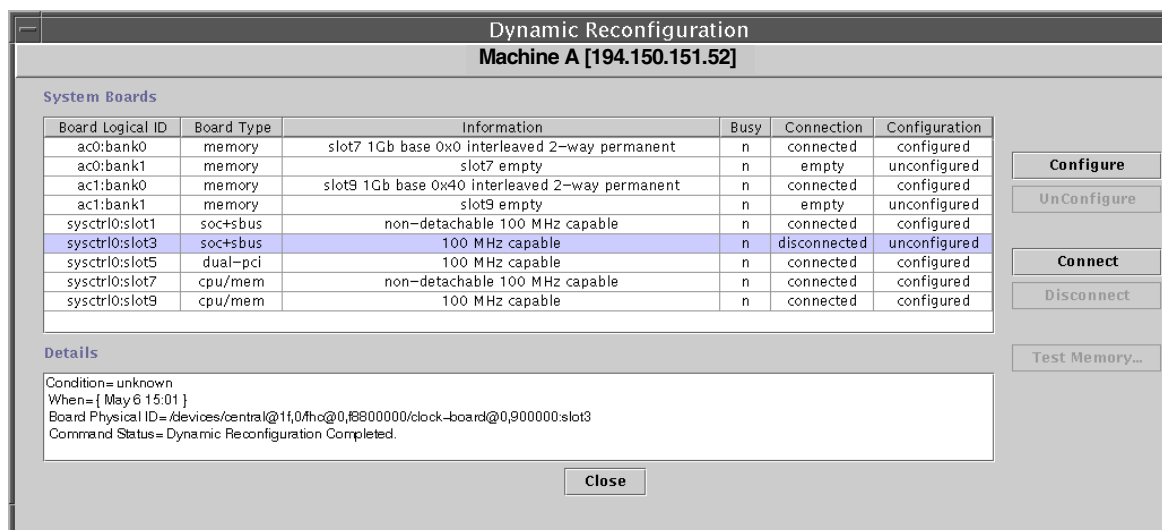 Dynamic Reconfiguration
Machine A [194.150.151.52]
System Boards
Board Logical ID Board Type Information Busy Connection Configuration
ac0:bank0 memory slot7 1Gb base 0x0 interleaved 2-way permanent n connected configured
ac0:bank1 memory slot7 empty n empty unconfigured
ac1:bank0 memory slot9 1Gb base 0x40 interleaved 2-way permanent n connected configured
ac1:bank1 memory slot9 empty n empty unconfigured
sysctrl0:slot1 soc+sbus non-detachable 100 MHz capable n connected configured
sysctrl0:slot3 soc+sbus 100 MHz capable n disconnected unconfigured
sysctrl0:slot5 dual-pci 100 MHz capable n connected configured
sysctrl0:slot7 cpu/mem non-detachable 100 MHz capable n connected configured
sysctrl0:slot9 cpu/mem 100 MHz capable n connected configured
Configure
UnConfigure
Connect
Disconnect
Test Memory...
Details
Condition= unknown
When= { May 6 15:01 }
Board Physical ID= /devices/central@1f,0/fhc@0,f8800000/clock-board@0,900000:slot3
Command Status= Dynamic Reconfiguration Completed.
Close